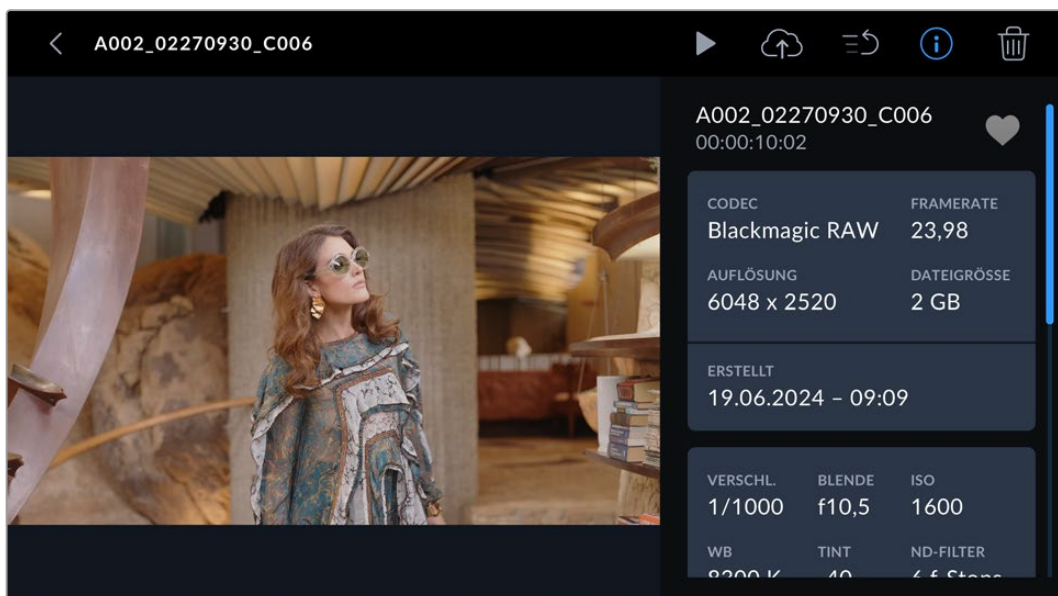 A002_02270930_C006
A002_02270930_C006
00:00:10:02
CODEC FRAMERATE
Blackmagic RAW 23,98
AUFLÖSUNG DATEIGRÖSSE
6048 x 2520 2 GB
ERSTELLT
19.06.2024 – 09:09
VERSCHL. BLENDE ISO
1/1000 f10,5 1600
WB TINT ND-FILTER